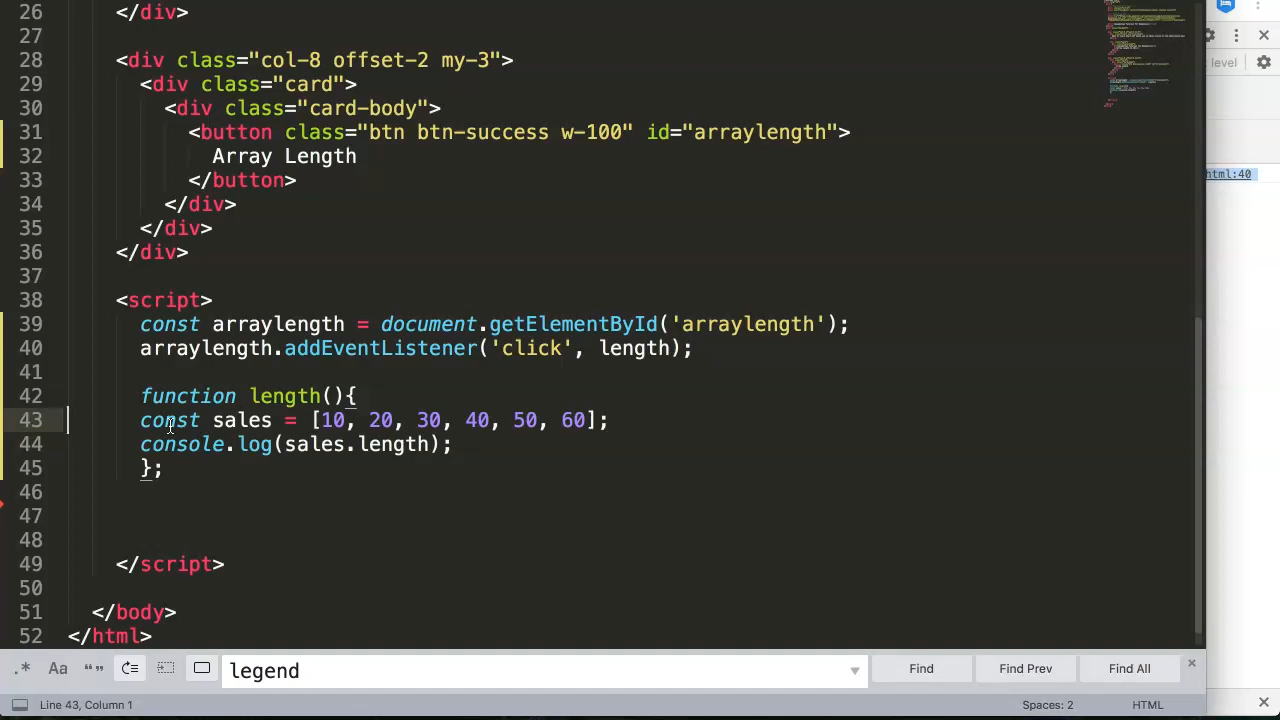 26 </div>
27
28 <div class="col-8 offset-2 my-3">
29 <div class="card">
30 <div class="card-body">
31 <button class="btn btn-success w-100" id="arraylength">
32 Array Length
33 </button>
34 </div>
35 </div>
36 </div>
37
38 <script>
39 const arraylength = document.getElementById('arraylength');
40 arraylength.addEventListener('click', length);
41
42 function length(){
43 const sales = [10, 20, 30, 40, 50, 60];
44 console.log(sales.length);
45 };
46
47
48
49 </script>
50
51 </body>
52 </html>
level
html:40
.* Aa “” legend Find Find Prev Find All
Line 43, Column 1 Spaces: 2 HTML